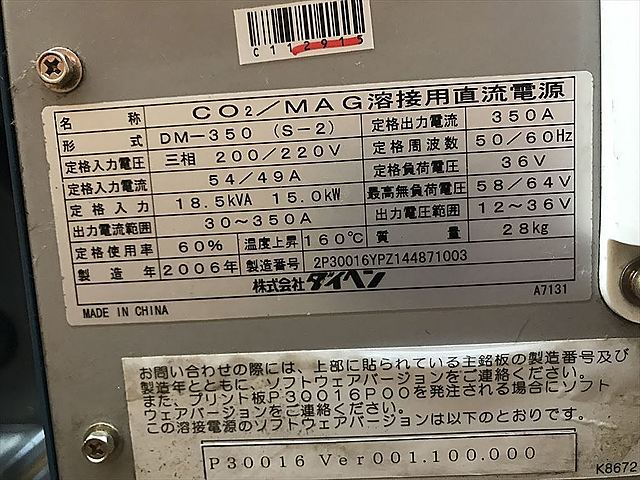 C112915
名称 CO2/MAG溶接用直流電源
形式 DM-350 (S-2) 定格出力電流 350A
定格入力電圧 三相 200/220V 定格周波数 50/60Hz
定格入力電流 54/49A 定格負荷電圧 36V
定格入力 18.5kVA 15.0kW 最高無負荷電圧 58/64V
出力電流範囲 30~350A 出力電圧範囲 12~36V
定格使用率 60% 温度上昇 160℃ 質量 28kg
製造年 2006年 製造番号 2P30016YPZ144871003
株式会社ダイヘン
MADE IN CHINA A7131
お問い合わせの際には、上部に貼られている主銘板の製造番号及び
製造年とともに、ソフトウェアバージョンをご連絡ください。
また、プリント板P30016P00を発注される場合にソフト
ウェアバージョンをご連絡ください。
この溶接電源のソフトウェアバージョンは以下のとおりです。
P30016 Ver001.100.000
K8672